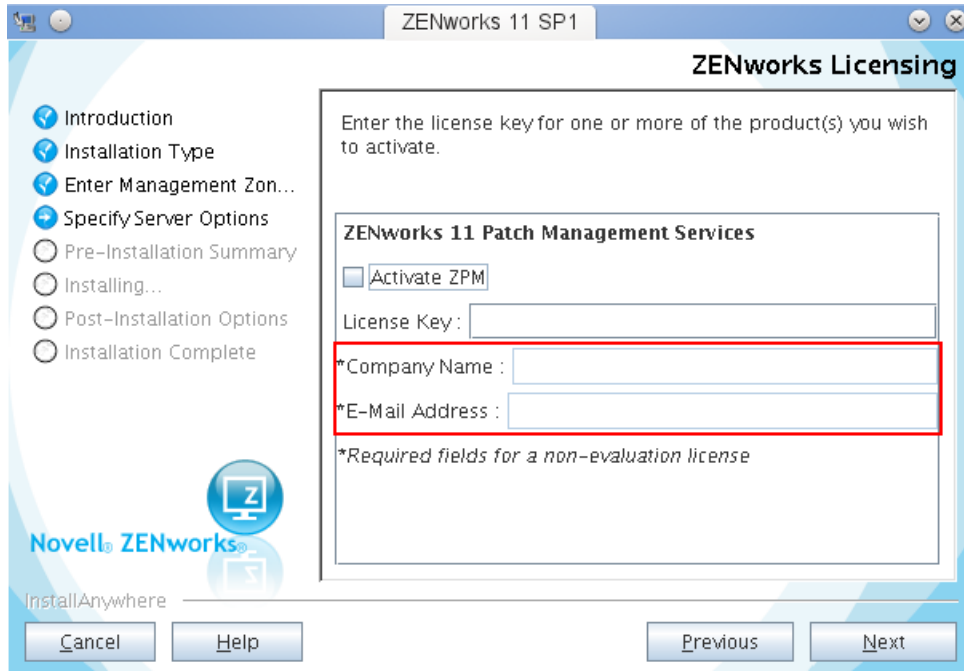 ZENworks 11 SP1
ZENworks Licensing
Introduction
Installation Type
Enter Management Zon...
Specify Server Options
Pre-Installation Summary
Installing...
Post-Installation Options
Installation Complete
Enter the license key for one or more of the product(s) you wish
to activate.
ZENworks 11 Patch Management Services
Activate ZPM
License Key :
*Company Name :
*E-Mail Address :
*Required fields for a non-evaluation license
Z
Novell® ZENworks®
InstallAnywhere
Cancel
Help
Previous
Next